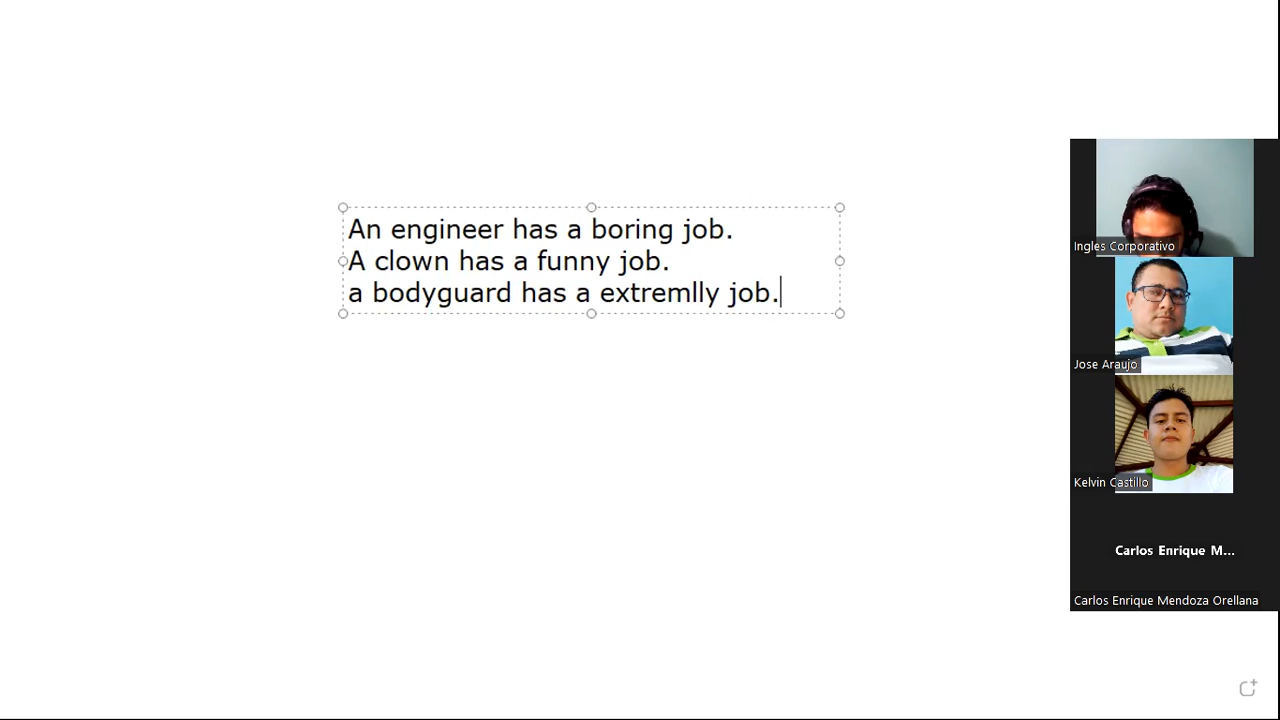 An engineer has a boring job.
A clown has a funny job.
a bodyguard has a extremlly job.
Ingles Corporativo
Jose Araujo
Kelvin Castillo
Carlos Enrique M...
Carlos Enrique Mendoza Orellana